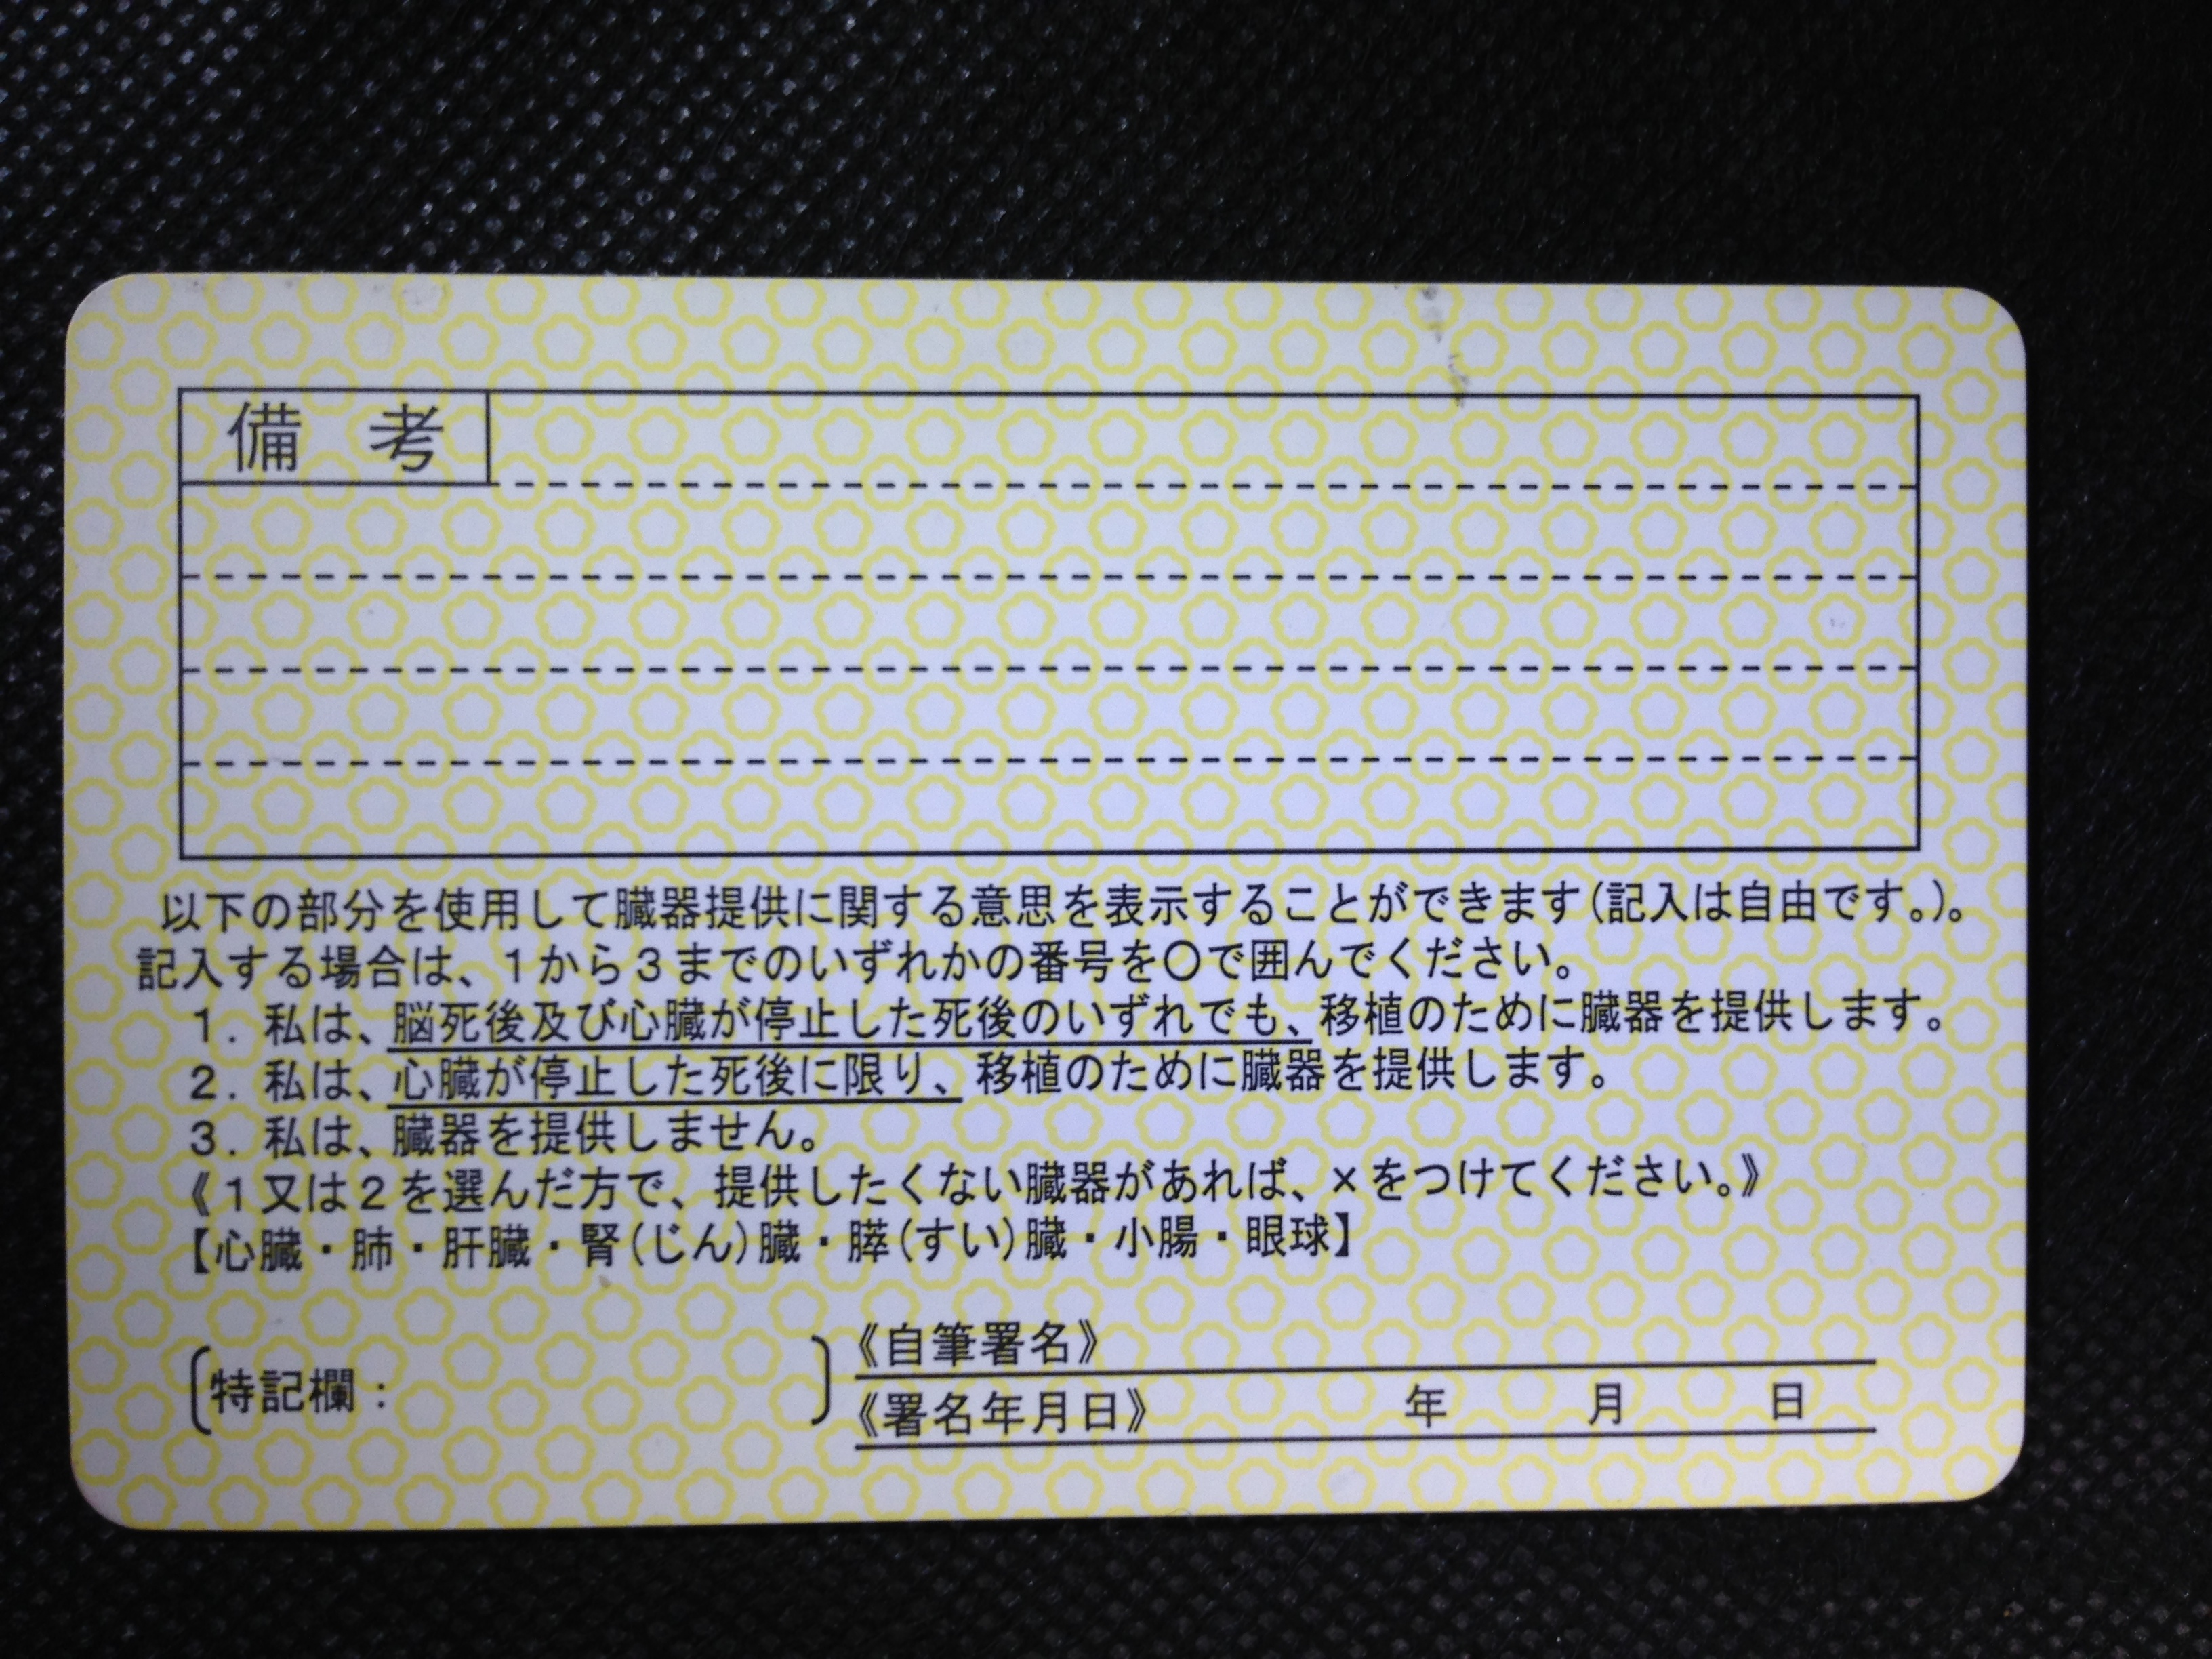 備 考
以下の部分を使用して臓器提供に関する意思を表示することができます(記入は自由です。)。
記入する場合は、1から3までのいずれかの番号を〇で囲んでください。
1. 私は、脳死後及び心臓が停止した死後のいずれでも、移植のために臓器を提供します。
2. 私は、心臓が停止した死後に限り、移植のために臓器を提供します。
3. 私は、臓器を提供しません。
《1又は2を選んだ方で、提供したくない臓器があれば、×をつけてください。》
【心臓・肺・肝臓・腎(じん)臓・膵(すい)臓・小腸・眼球】
〔特記欄: 〕
《自筆署名》
《署名年月日》 年 月 日